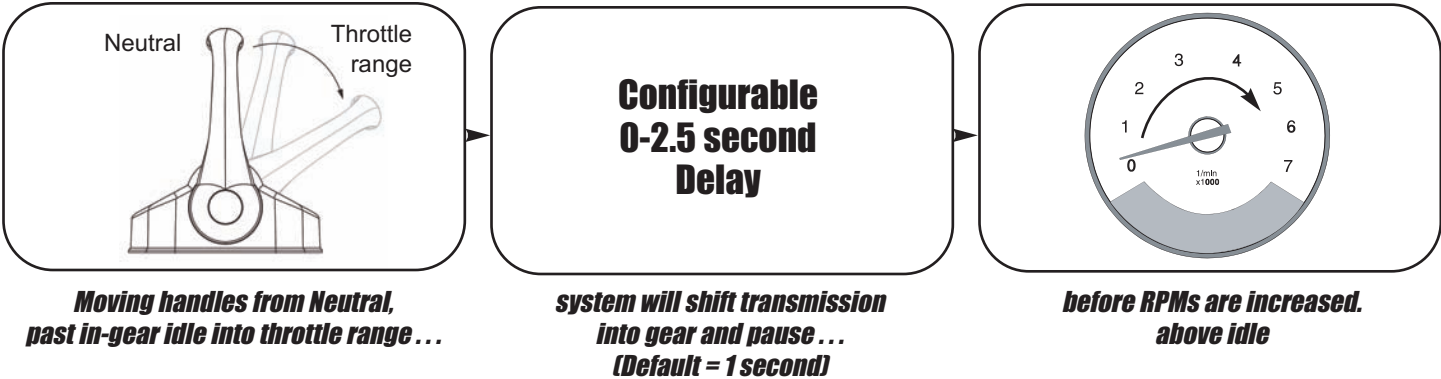 Neutral
Throttle
range
Configurable
0-2.5 second
Delay
0
1
2
3
4
5
6
7
1/mln
x1000
Moving handles from Neutral,
past in-gear idle into throttle range . . .
system will shift transmission
into gear and pause . . .
(Default = 1 second)
before RPMs are increased.
above idle